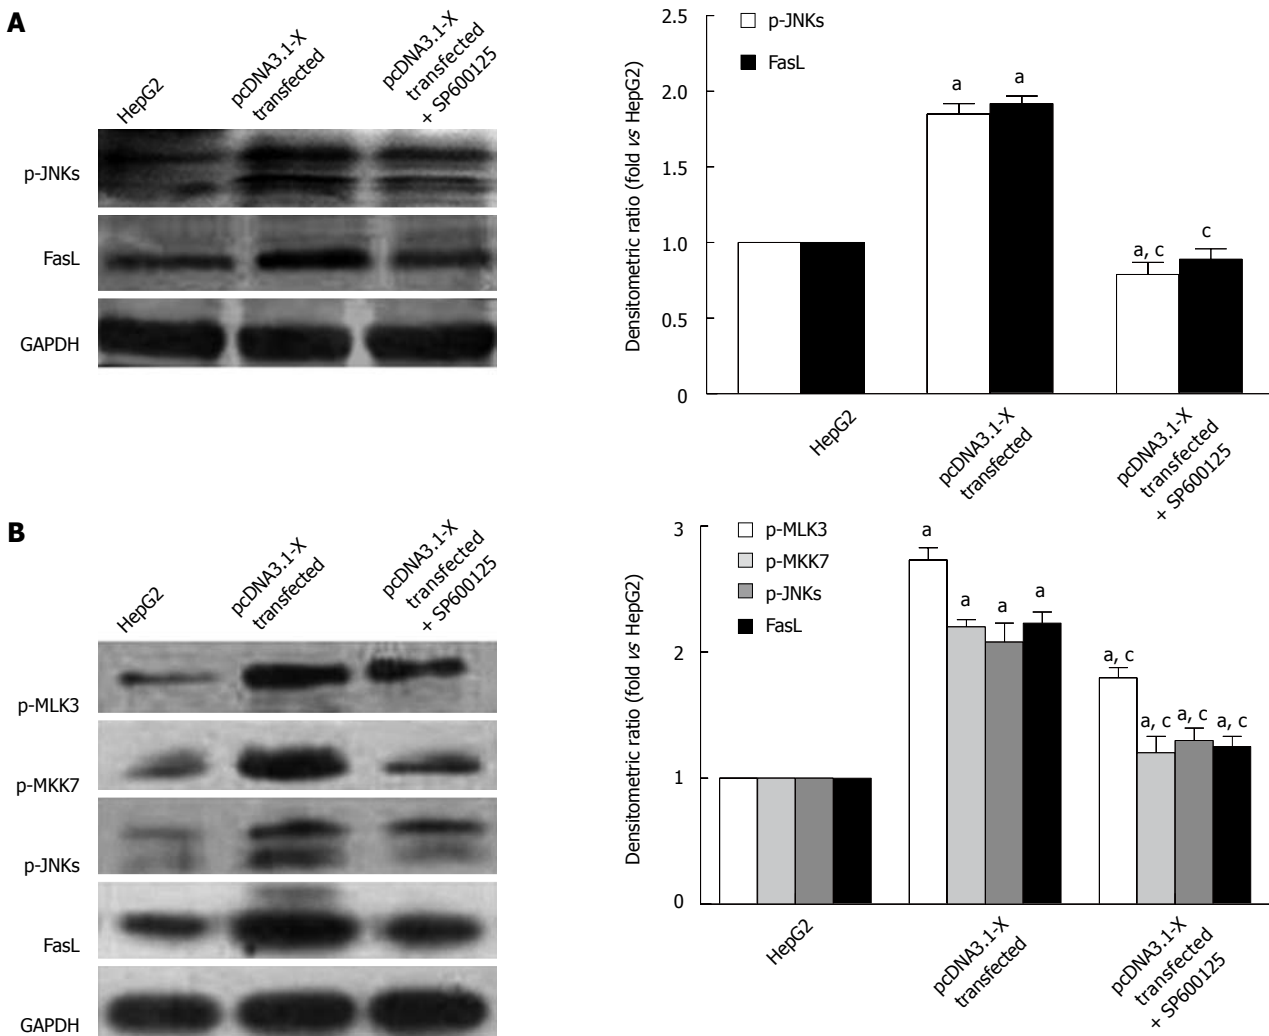 A
HepG2
pcDNA3.1-X
transfected
pcDNA3.1-X
transfected
+ SP600125
p-JNKs
FasL
GAPDH
Densitometric ratio (fold vs HepG2)
2.5
2.0
1.5
1.0
0.5
0
p-JNKs
FasL
a
a
a, c
c
HepG2
pcDNA3.1-X
transfected
pcDNA3.1-X
transfected
+ SP600125
B
HepG2
pcDNA3.1-X
transfected
pcDNA3.1-X
transfected
+ SP600125
p-MLK3
p-MKK7
p-JNKs
FasL
GAPDH
Densitometric ratio (fold vs HepG2)
3
2
1
0
p-MLK3
p-MKK7
p-JNKs
FasL
a
a
a
a
a, c
a, c
a, c
a, c
HepG2
pcDNA3.1-X
transfected
pcDNA3.1-X
transfected
+ SP600125